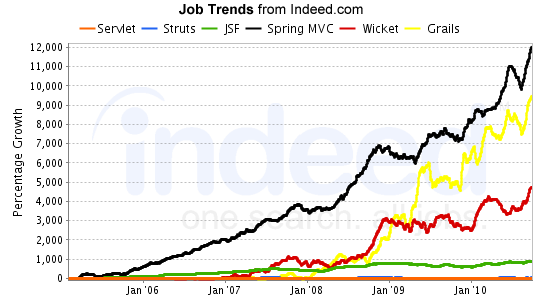 Job Trends from Indeed.com
Servlet Struts JSF Spring MVC Wicket Grails
Percentage Growth
12,000
11,000
10,000
9,000
8,000
7,000
6,000
5,000
4,000
3,000
2,000
1,000
0
indeed
one search. all jobs.
Jan'06 Jan'07 Jan'08 Jan'09 Jan'10